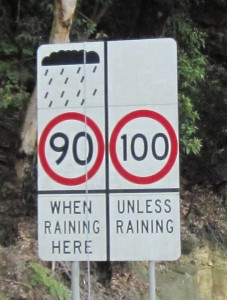 90 100
WHEN
RAINING
HERE
UNLESS
RAINING